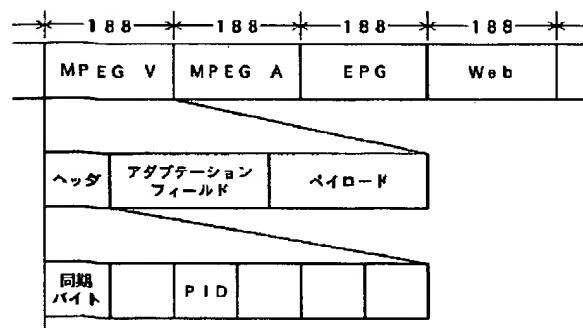 188 188 188 188
MPEG V MPEG A EPG Web
ヘッダ アダプテーション ペイロード
フィールド
同期 PID
バイト